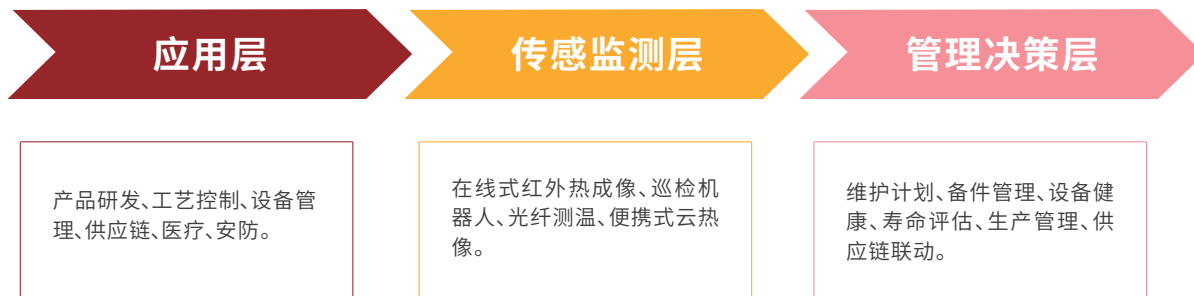 应用层
传感监测层
管理决策层
产品研发、工艺控制、设备管
理、供应链、医疗、安防。
在线式红外热成像、巡检机
器人、光纤测温、便携式云热
像。
维护计划、备件管理、设备健
康、寿命评估、生产管理、供
应链联动。